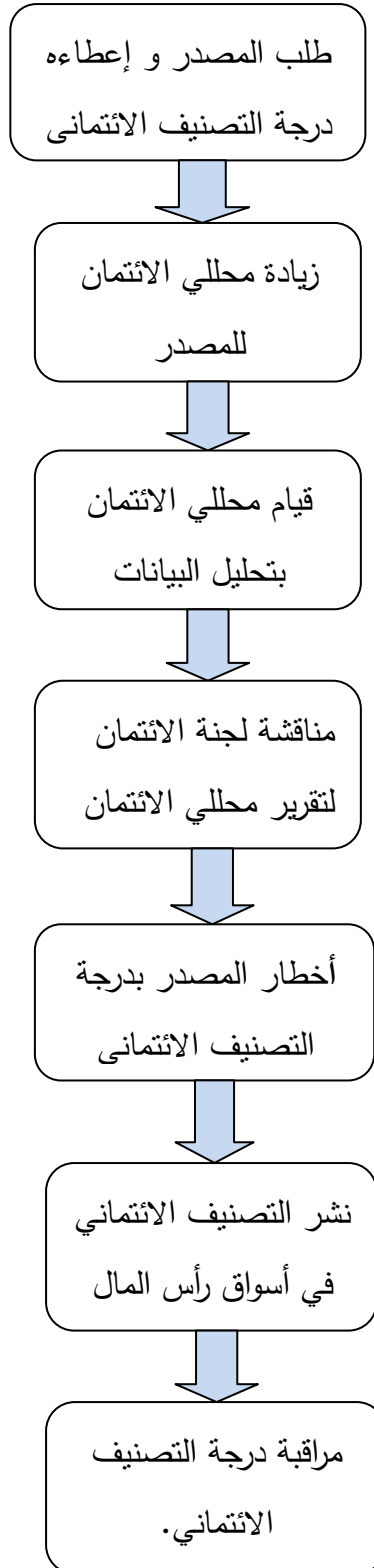 طلب المصدر و إعطاءه
درجة التصنيف الائتمانى
زيادة محللي الائتمان
للمصدر
قيام محللي الائتمان
بتحليل البيانات
مناقشة لجنة الائتمان
لتقرير محللي الائتمان
أخطار المصدر بدرجة
التصنيف الائتمانى
نشر التصنيف الائتماني
في أسواق رأس المال
مراقبة درجة التصنيف
الائتماني.